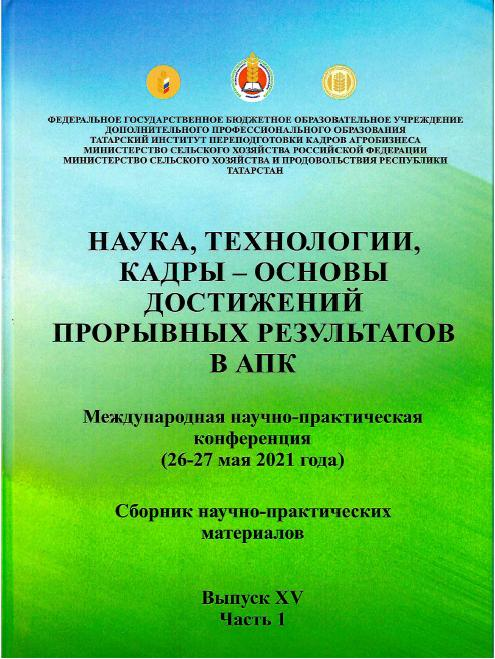 ФЕДЕРАЛЬНОЕ ГОСУДАРСТВЕННОЕ БЮДЖЕТНОЕ ОБРАЗОВАТЕЛЬНОЕ УЧРЕЖДЕНИЕ
ДОПОЛНИТЕЛЬНОГО ПРОФЕССИОНАЛЬНОГО ОБРАЗОВАНИЯ
ТАТАРСКИЙ ИНСТИТУТ ПЕРЕПОДГОТОВКИ КАДРОВ АГРОБИЗНЕСА
МИНИСТЕРСТВО СЕЛЬСКОГО ХОЗЯЙСТВА РОССИЙСКОЙ ФЕДЕРАЦИИ
МИНИСТЕРСТВО СЕЛЬСКОГО ХОЗЯЙСТВА И ПРОДОВОЛЬСТВИЯ РЕСПУБЛИКИ
ТАТАРСТАН
НАУКА, ТЕХНОЛОГИИ,
КАДРЫ – ОСНОВЫ
ДОСТИЖЕНИЙ
ПРОРЫВНЫХ РЕЗУЛЬТАТОВ
В АПК
Международная научно-практическая
конференция
(26-27 мая 2021 года)
Сборник научно-практических
материалов
Выпуск XV
Часть 1